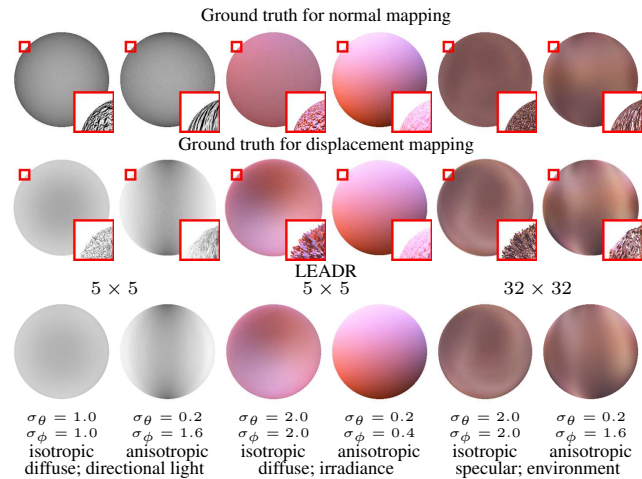 Ground truth for normal mapping
Ground truth for displacement mapping
LEADR
5 × 5 5 × 5 32 × 32
σθ = 1.0 σθ = 0.2 σθ = 2.0 σθ = 0.2 σθ = 2.0 σθ = 0.2
σϕ = 1.0 σϕ = 1.6 σϕ = 2.0 σϕ = 0.4 σϕ = 2.0 σϕ = 1.6
isotropic anisotropic isotropic anisotropic isotropic anisotropic
diffuse; directional light diffuse; irradiance specular; environment